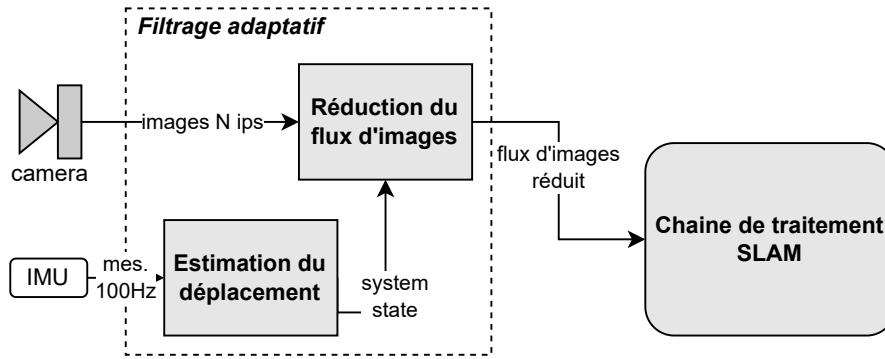 Filtrage adaptatif
camera
images N ips
Réduction du
flux d'images
flux d'images
réduit
Chaine de traitement
SLAM
IMU
mes.
100Hz
Estimation du
déplacement
system
state